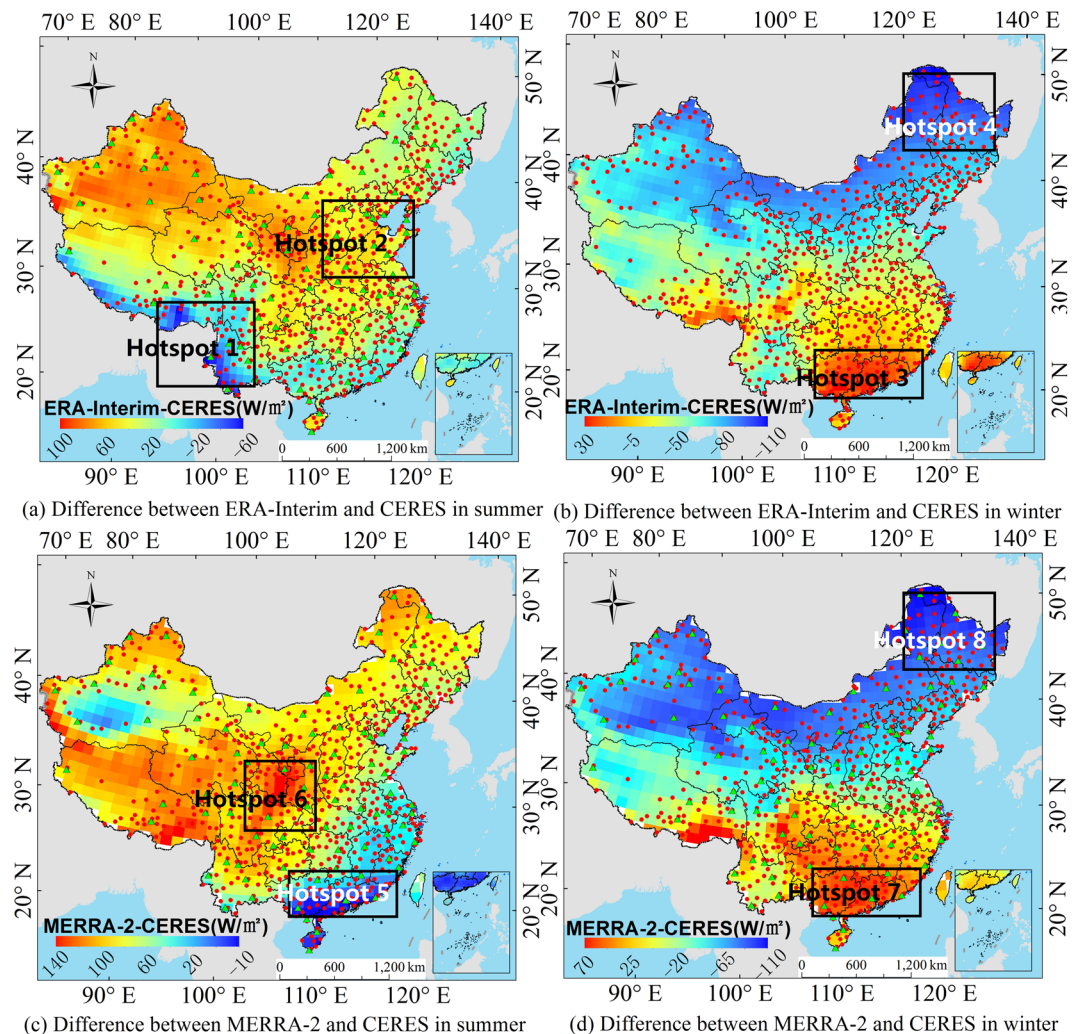 70° E 80° E 100° E 120° E 140° E
70° E 80° E 100° E 120° E 140° E
N
N
50° N
40° N
30° N
20° N
50° N
40° N
30° N
20° N
40° N
30° N
20° N
50° N
40° N
30° N
20° N
Hotspot 4
Hotspot 2
Hotspot 1
Hotspot 3
ERA-Interim-CERES(W/㎡)
100 60 20 -20 -60
0 600 1,200 km
ERA-Interim-CERES(W/㎡)
30 -5 -50 -80 -110
0 600 1,200 km
90° E 100° E 110° E 120° E
90° E 100° E 110° E 120° E
(a) Difference between ERA-Interim and CERES in summer
(b) Difference between ERA-Interim and CERES in winter
70° E 80° E 100° E 120° E 140° E
70° E 80° E 100° E 120° E 140° E
N
N
40° N
30° N
20° N
50° N
40° N
30° N
20° N
40° N
30° N
20° N
50° N
40° N
30° N
20° N
Hotspot 8
Hotspot 6
Hotspot 5
Hotspot 7
MERRA-2-CERES(W/㎡)
140 100 60 20 -10
0 600 1,200 km
MERRA-2-CERES(W/㎡)
70 25 -20 -65 -110
0 600 1,200 km
90° E 100° E 110° E 120° E
90° E 100° E 110° E 120° E
(c) Difference between MERRA-2 and CERES in summer
(d) Difference between MERRA-2 and CERES in winter